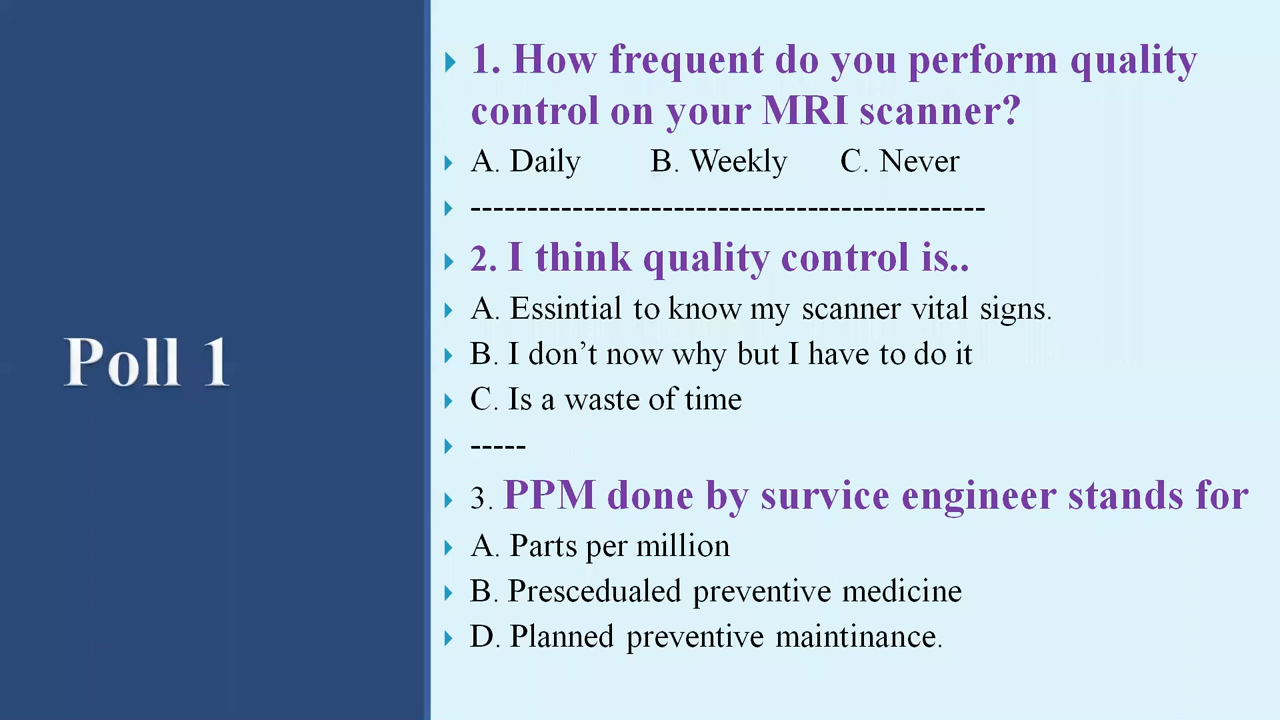 Poll 1
1. How frequent do you perform quality
control on your MRI scanner?
A. Daily B. Weekly C. Never
----------------------------------------------
2. I think quality control is..
A. Essintial to know my scanner vital signs.
B. I don’t now why but I have to do it
C. Is a waste of time
-----
3. PPM done by survice engineer stands for
A. Parts per million
B. Prescedualed preventive medicine
D. Planned preventive maintinance.